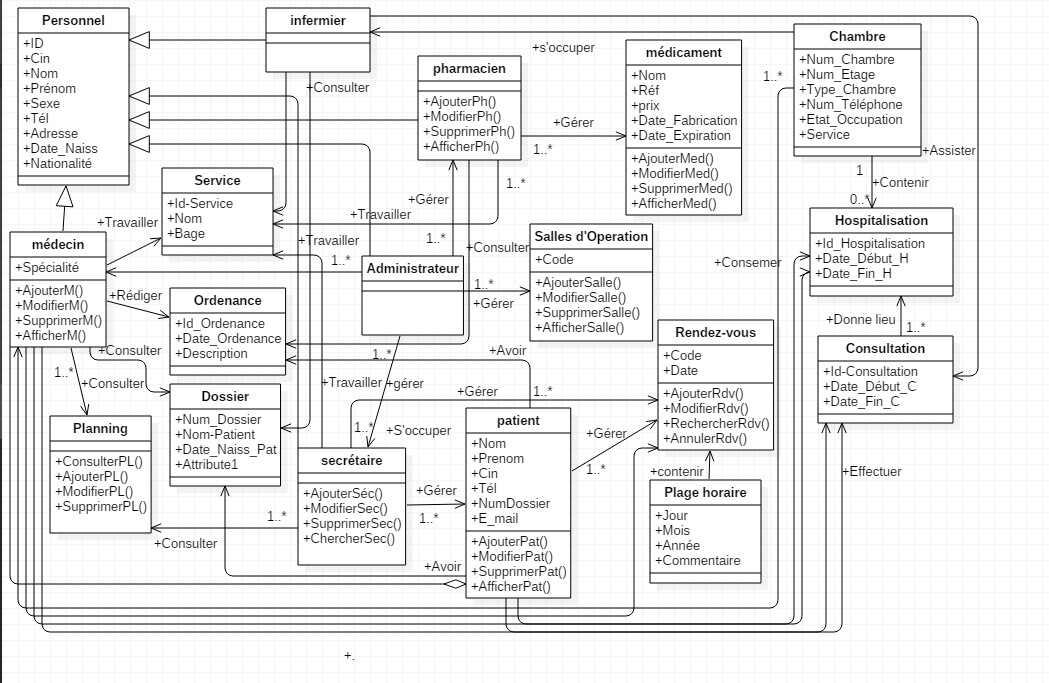 Personnel
+ID
+Cin
+Nom
+Prénom
+Sexe
+Tél
+Adresse
+Date_Naiss
+Nationalité
infermier
+s'occuper
+Consulter
pharmacien
+AjouterPh()
+ModifierPh()
+SupprimerPh()
+AfficherPh()
+Gérer
1..*
médicament
+Nom
+Réf
+prix
+Date_Fabrication
+Date_Expiration
+AjouterMed()
+ModifierMed()
+SupprimerMed()
+AfficherMed()
Chambre
+Num_Chambre
+Num_Etage
+Type_Chambre
+Num_Téléphone
+Etat_Occupation
+Service
1..*
+Assister
1
+Contenir
0..*
Service
+Id-Service
+Nom
+Bage
+Travailler
+Gérer
1..*
+Travailler
1..*
+Travailler
1..*
+Consulter
médecin
+Spécialité
+AjouterM()
+ModifierM()
+SupprimerM()
+AfficherM()
+Rédiger
Ordenance
+Id_Ordenance
+Date_Ordenance
+Description
Administrateur
1..*
+Gérer
Salles d'Operation
+Code
+AjouterSalle()
+ModifierSalle()
+SupprimerSalle()
+AfficherSalle()
+Consemer
Hospitalisation
+Id_Hospitalisation
+Date_Début_H
+Date_Fin_H
+Donne lieu
1..*
Consultation
+Id-Consultation
+Date_Début_C
+Date_Fin_C
+Effectuer
Rendez-vous
+Code
+Date
+AjouterRdv()
+ModifierRdv()
+RechercherRdv()
+AnnulerRdv()
+Consulter
1..*
+Consulter
1..*
+Avoir
+Travailler
+gérer
+Gérer
1..*
Dossier
+Num_Dossier
+Nom-Patient
+Date_Naiss_Pat
+Attribute1
Planning
+ConsulterPL()
+AjouterPL()
+ModifierPL()
+SupprimerPL()
1..*
+S'occuper
secrétaire
+AjouterSéc()
+ModifierSec()
+SupprimerSec()
+ChercherSec()
+Gérer
1..*
1..*
+Consulter
patient
+Nom
+Prenom
+Cin
+Tél
+NumDossier
+E_mail
+AjouterPat()
+ModifierPat()
+SupprimerPat()
+AfficherPat()
+Gérer
1..*
+contenir
Plage horaire
+Jour
+Mois
+Année
+Commentaire
+Avoir
+.